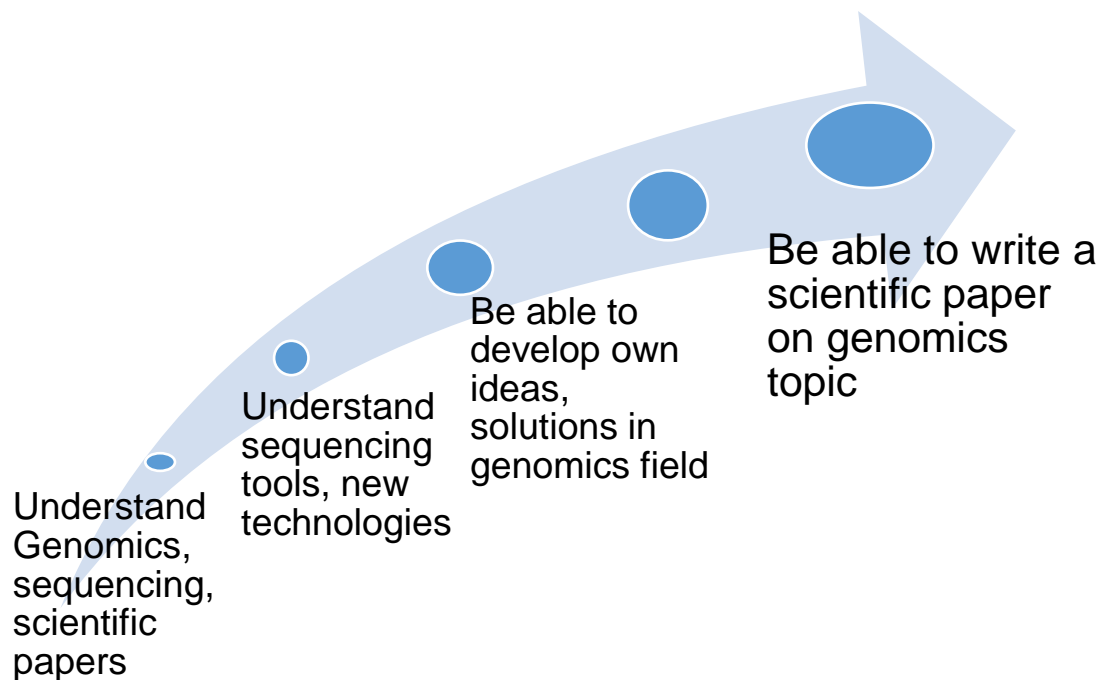 Understand
Genomics,
sequencing,
scientific
papers
Understand
sequencing
tools, new
technologies
Be able to
develop own
ideas,
solutions in
genomics field
Be able to write a
scientific paper
on genomics
topic